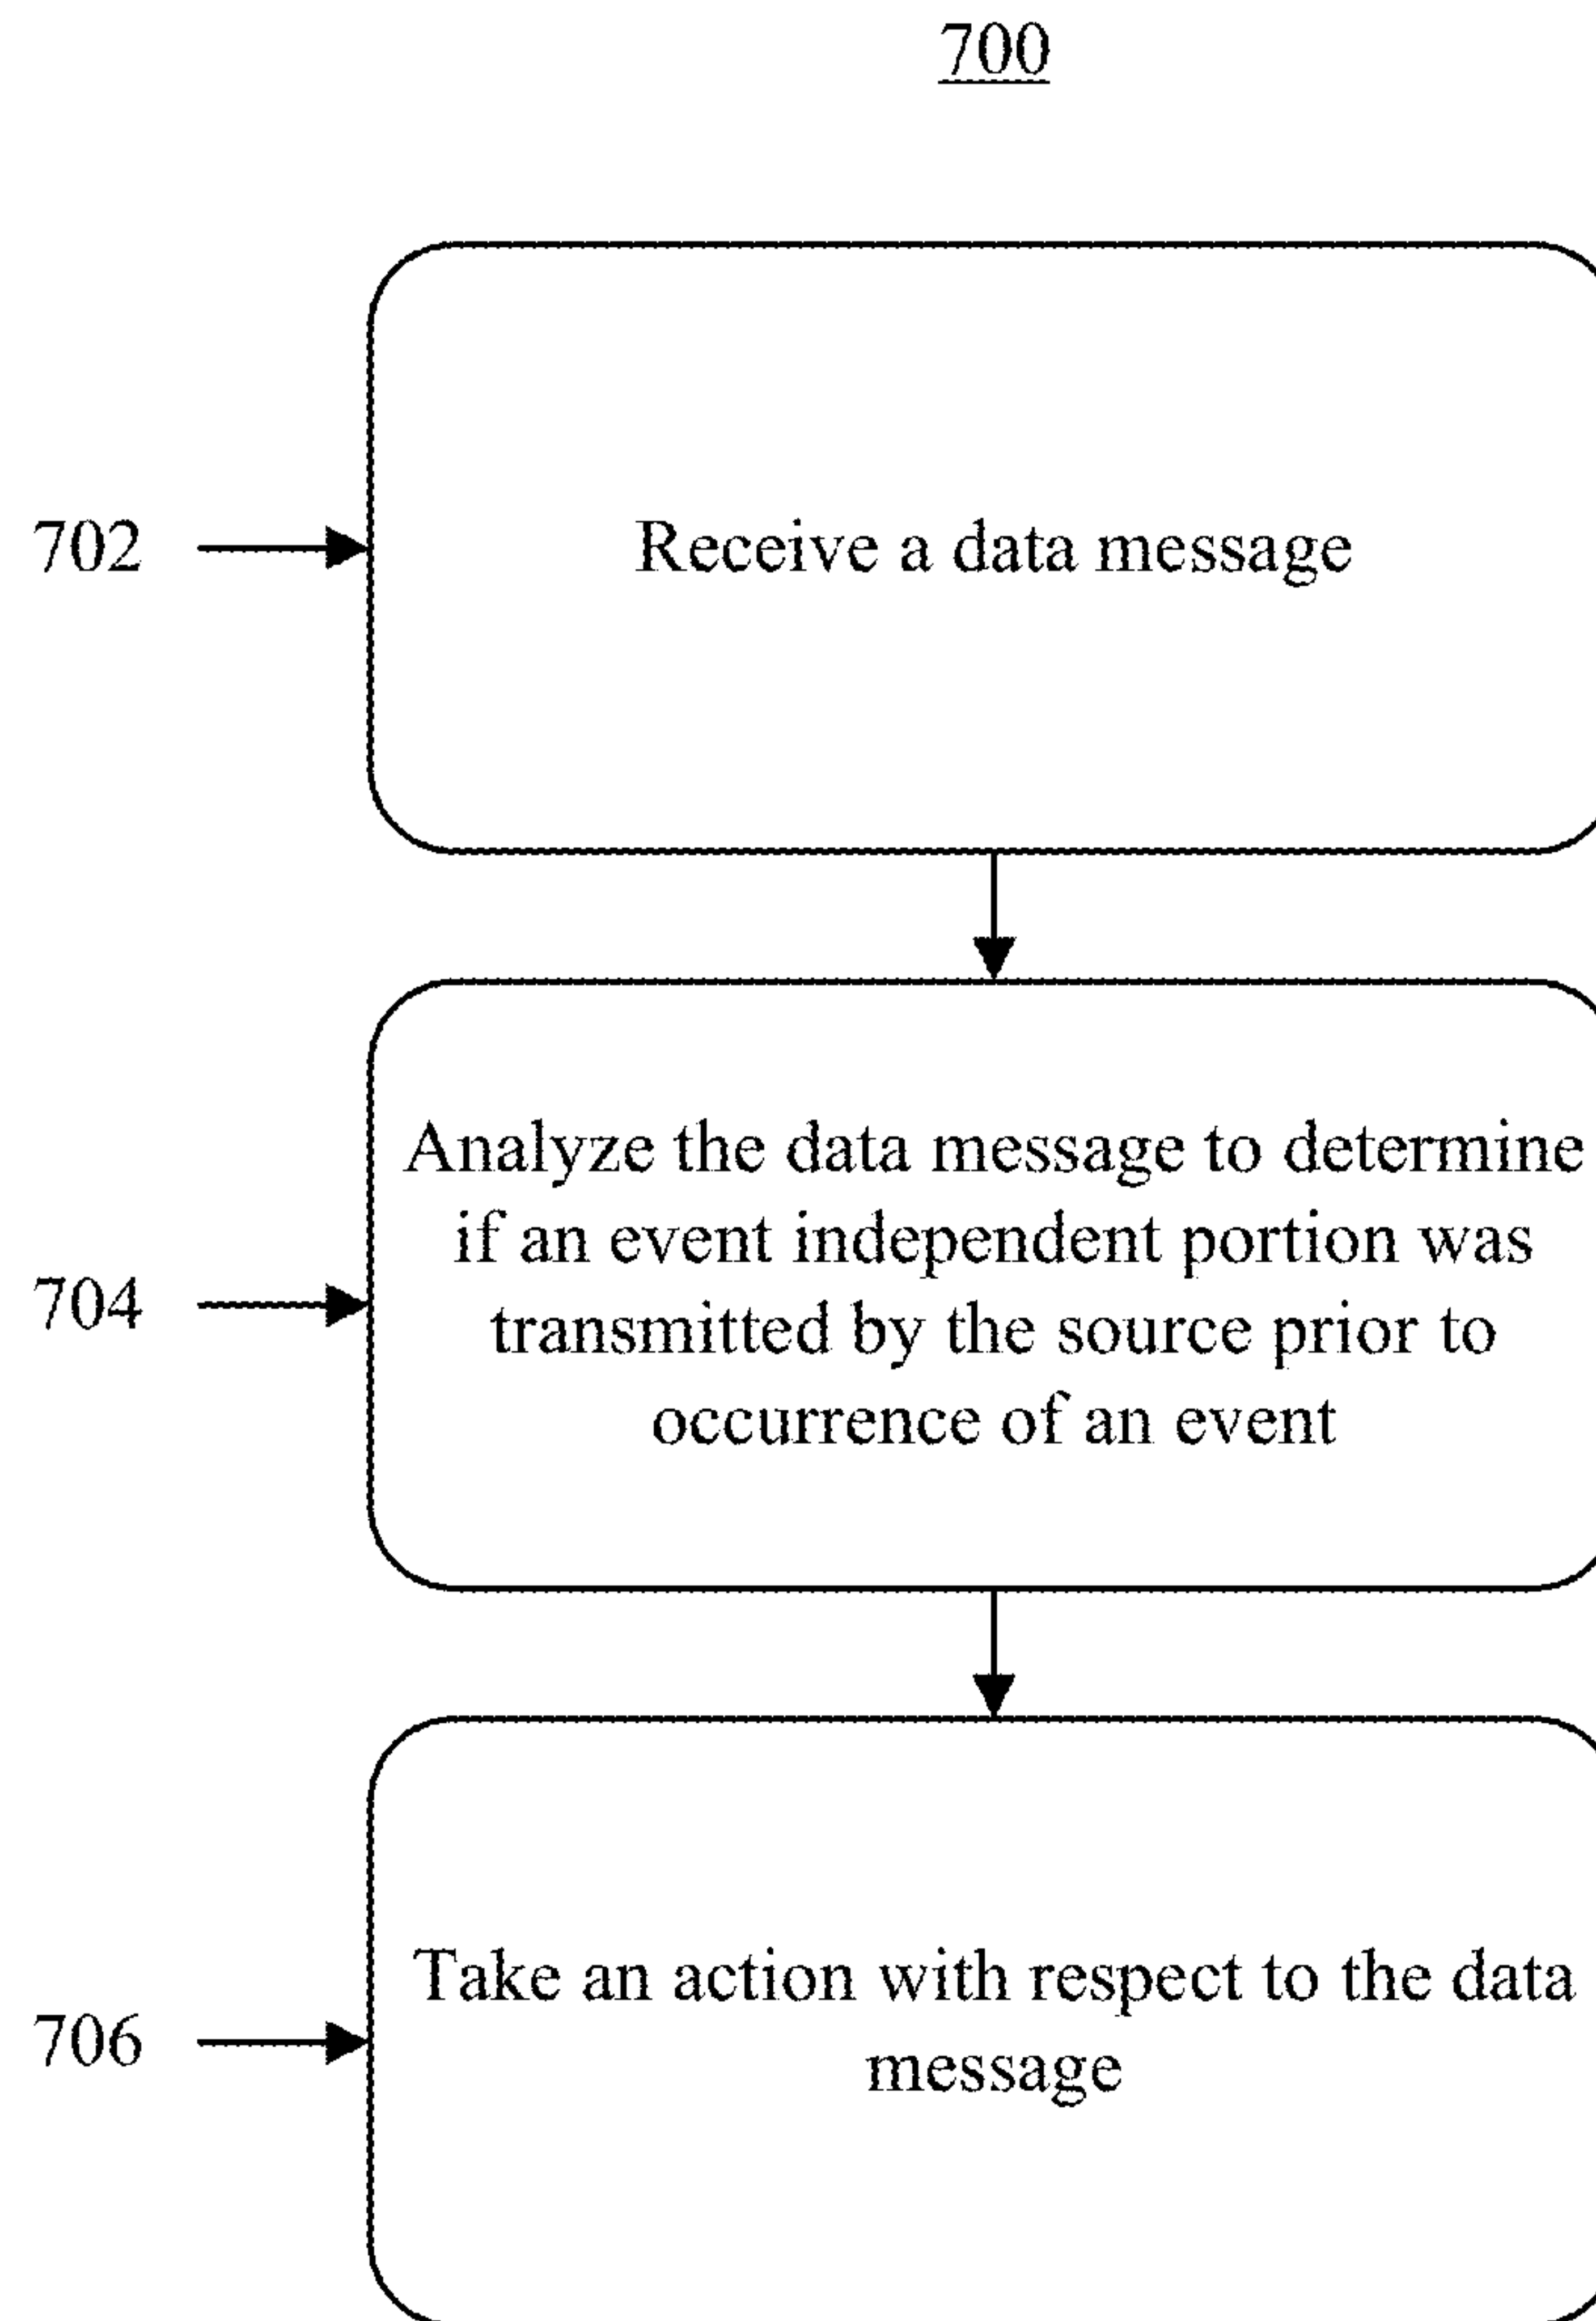 700
702
Receive a data message
Analyze the data message to determine
if an event independent portion was
704
transmitted by the source prior to
occurrence of an event
Take an action with respect to the data
706
message